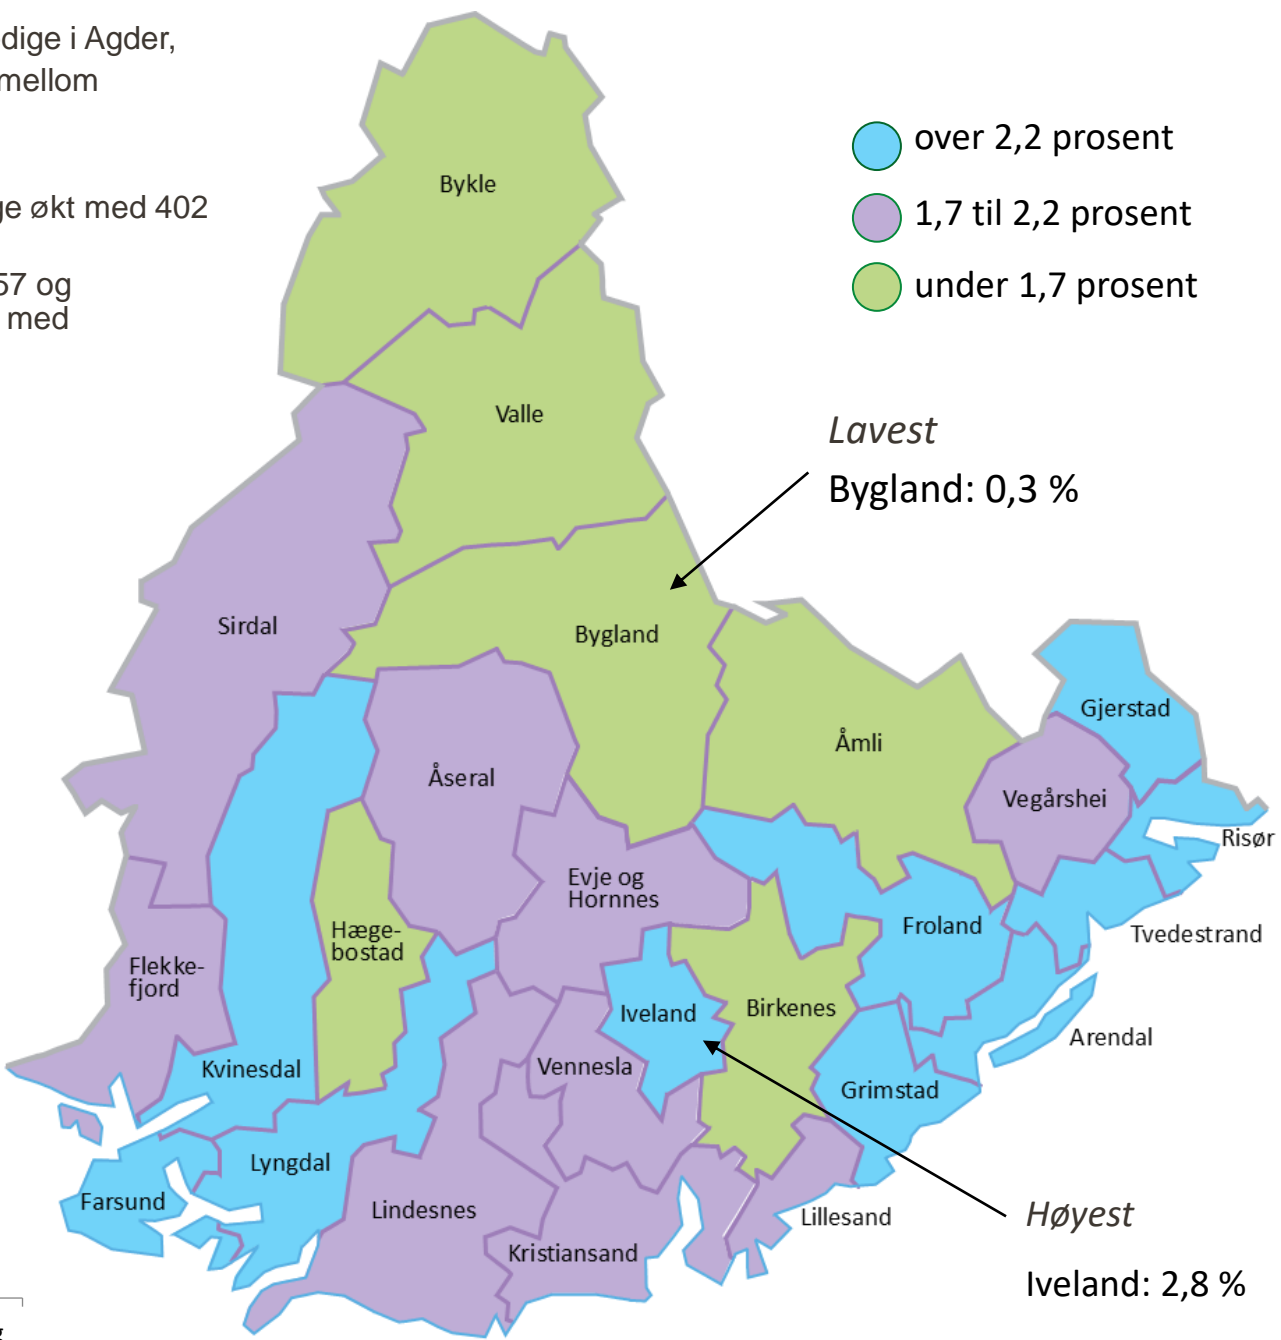 dige i Agder,
mellom
ge økt med 402
57 og
med
over 2,2 prosent
1,7 til 2,2 prosent
under 1,7 prosent
Bykle
Valle
Lavest
Bygland: 0,3 %
Sirdal
Bygland
Gjerstad
Åmli
Åseral
Vegårshei
Risør
Evje og
Hornnes
Froland
Tvedestrand
Hæge-
bostad
Flekke-
fjord
Iveland
Birkenes
Arendal
Kvinesdal
Vennesla
Grimstad
Lyngdal
Farsund
Lindesnes
Lillesand
Kristiansand
Høyest
Iveland: 2,8 %